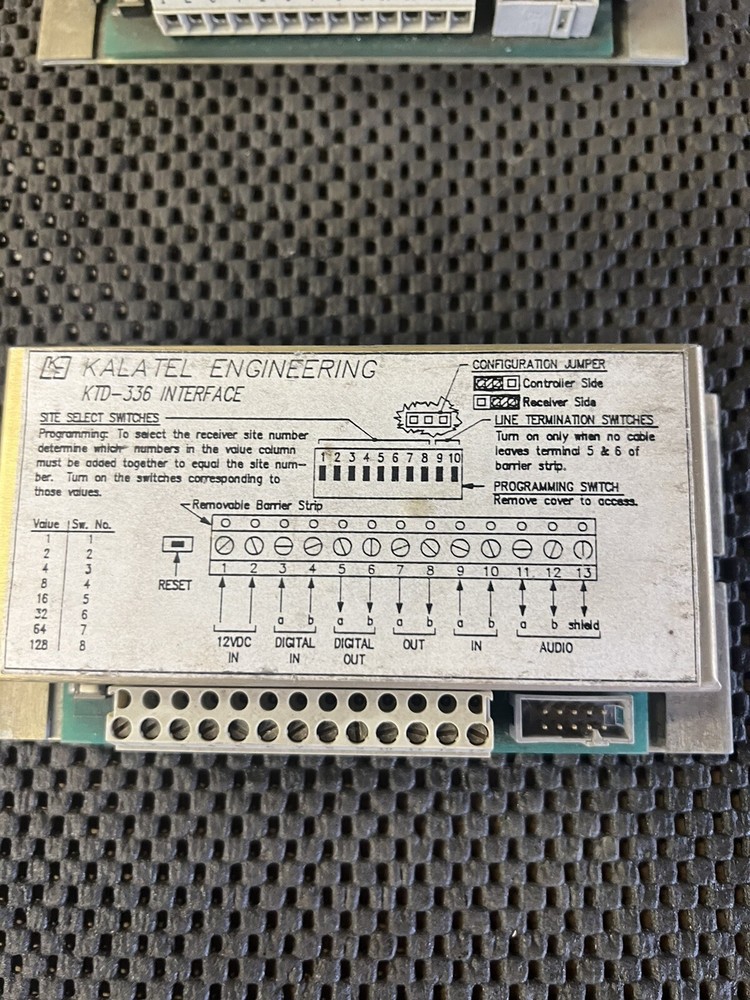 KALATEL ENGINEERING
KTD-336 INTERFACE
SITE SELECT SWITCHES
Programming: To select the receiver site number
determine which numbers in the value column
must be added together to equal the site num-
ber. Turn on the switches corresponding to
those values.
CONFIGURATION JUMPER
Controller Side
Receiver Side
LINE TERMINATION SWITCHES
Turn on only when no cable
leaves terminal 5 & 6 of
barrier strip.
1 2 3 4 5 6 7 8 9 10
PROGRAMMING SWITCH
Remove cover to access.
Removable Barrier Strip
Value Sw. No.
1 1
2 2
4 3
8 4
16 5
32 6
64 7
128 8
RESET
1 2 3 4 5 6 7 8 9 10 11 12 13
a b a b a b a b a b shield
12VDC IN
DIGITAL IN
DIGITAL OUT
OUT
IN
AUDIO